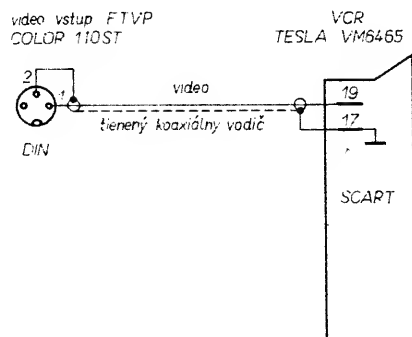 video vstup FTVP
COLOR 110ST
VCR
TESLA VM6465
2
1
video
19
tienený koaxiálny vodič
17
DIN
SCART